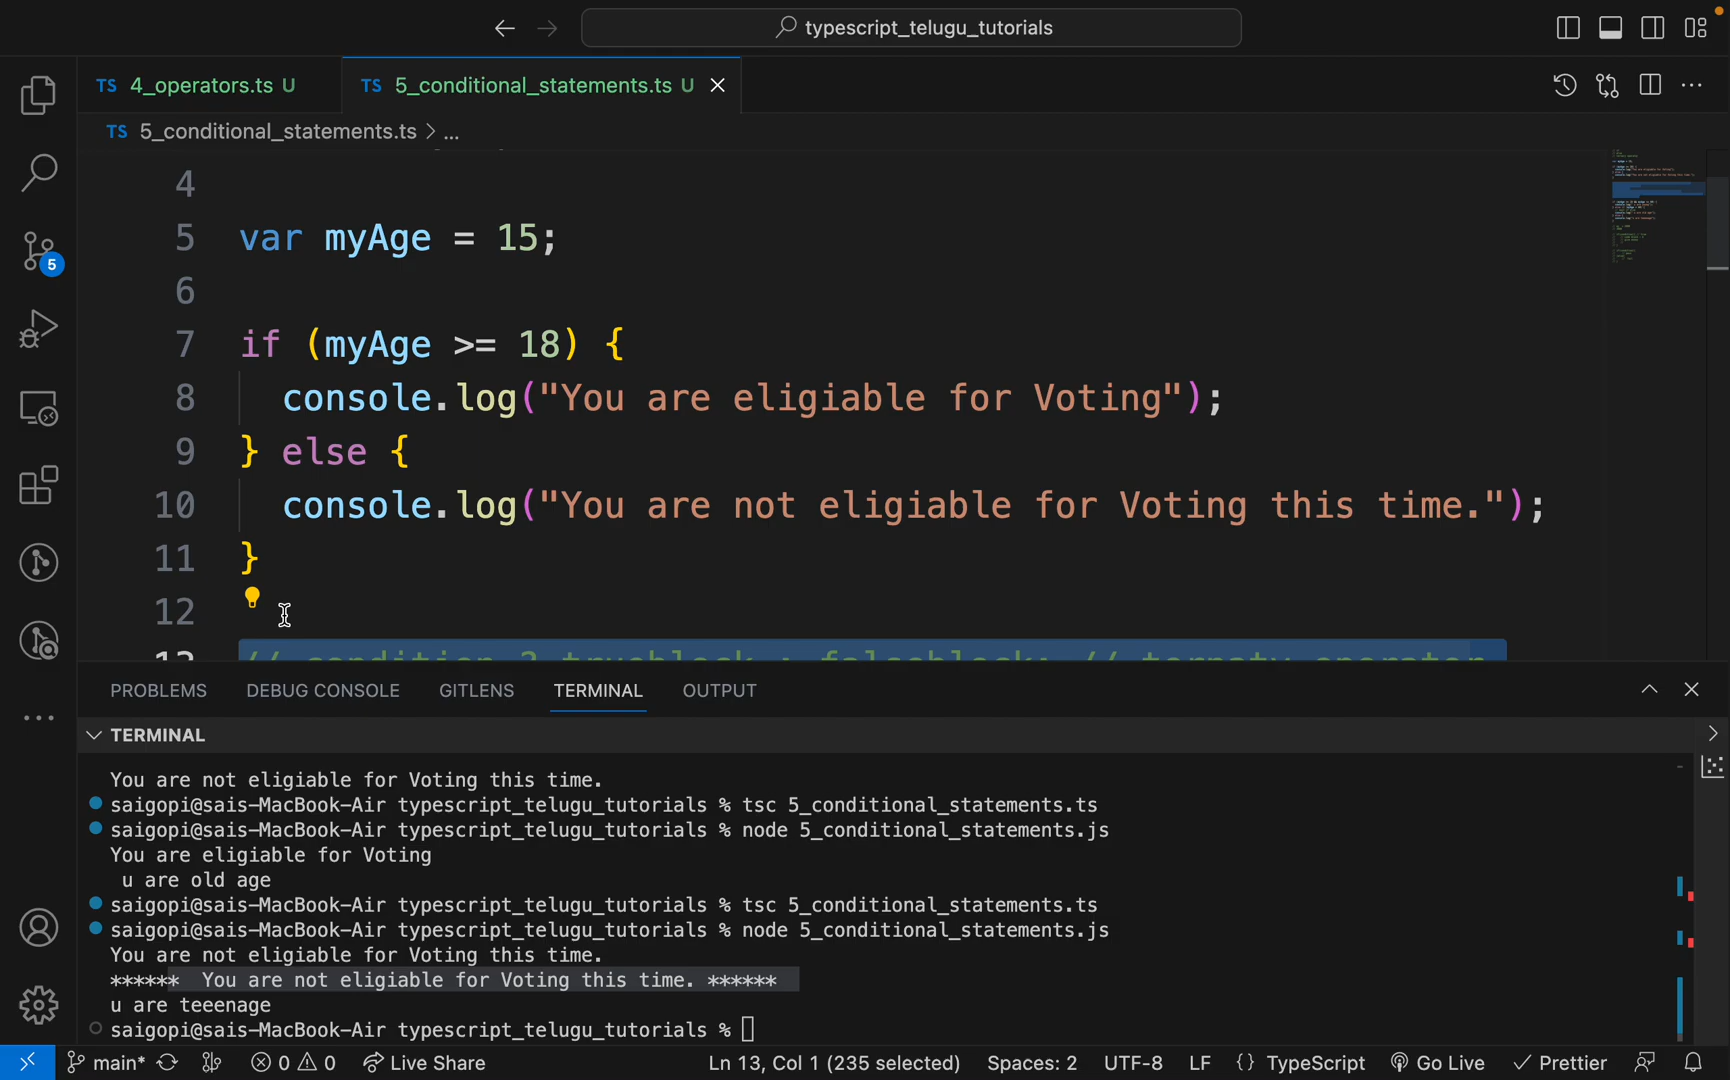 typescript_telugu_tutorials
TS 4_operators.ts U
TS 5_conditional_statements.ts U
TS 5_conditional_statements.ts > ...
4
5 var myAge = 15;
6
7 if (myAge >= 18) {
8 console.log("You are eligiable for Voting");
9 } else {
10 console.log("You are not eligiable for Voting this time.");
11 }
12
13 // condition ? trueblock : falseblock; // ternaty operator
5
PROBLEMS DEBUG CONSOLE GITLENS TERMINAL OUTPUT
TERMINAL
You are not eligiable for Voting this time.
saigopi@sais-MacBook-Air typescript_telugu_tutorials % tsc 5_conditional_statements.ts
saigopi@sais-MacBook-Air typescript_telugu_tutorials % node 5_conditional_statements.js
You are eligiable for Voting
u are old age
saigopi@sais-MacBook-Air typescript_telugu_tutorials % tsc 5_conditional_statements.ts
saigopi@sais-MacBook-Air typescript_telugu_tutorials % node 5_conditional_statements.js
You are not eligiable for Voting this time.
****** You are not eligiable for Voting this time. ******
u are teeenage
saigopi@sais-MacBook-Air typescript_telugu_tutorials %
main* 0 0 Live Share Ln 13, Col 1 (235 selected) Spaces: 2 UTF-8 LF {} TypeScript Go Live Prettier